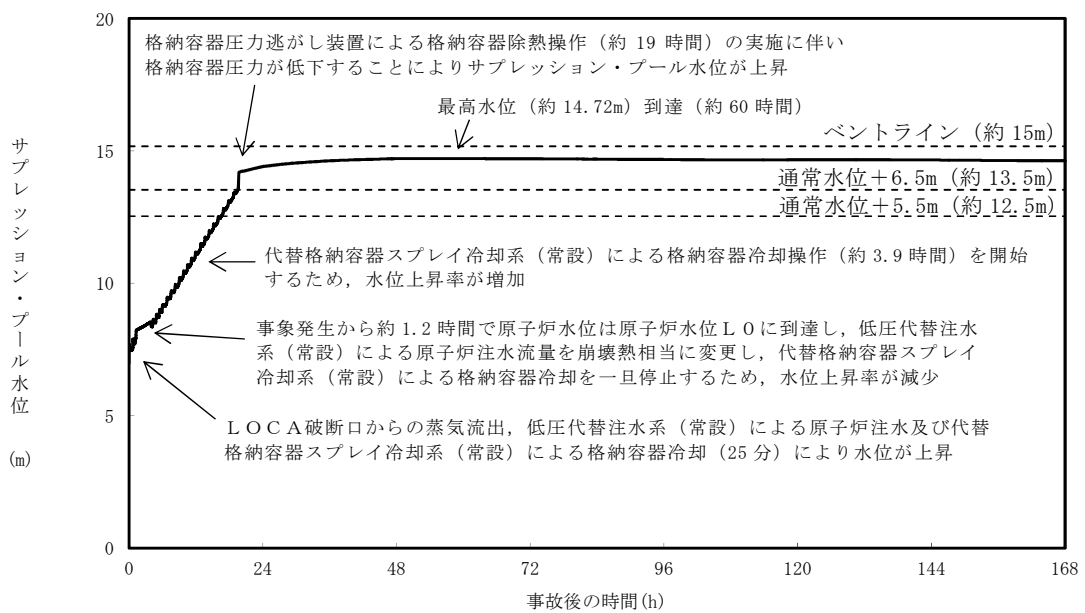 20
格納容器圧力逃がし装置による格納容器除熱操作（約 19 時間）の実施に伴い
格納容器圧力が低下することによりサプレッション・プール水位が上昇
最高水位（約 14.72m）到達（約 60 時間）
ベントライン（約 15m）
15
通常水位＋6.5m（約 13.5m）
通常水位＋5.5m（約 12.5m）
代替格納容器スプレイ冷却系（常設）による格納容器冷却操作（約 3.9 時間）を開始
するため，水位上昇率が増加
10
事象発生から約 1.2 時間で原子炉水位は原子炉水位Ｌ０に到達し，低圧代替注水
系（常設）による原子炉注水流量を崩壊熱相当に変更し，代替格納容器スプレイ
冷却系（常設）による格納容器冷却を一旦停止するため，水位上昇率が減少
5
ＬＯＣＡ破断口からの蒸気流出，低圧代替注水系（常設）による原子炉注水及び代替
格納容器スプレイ冷却系（常設）による格納容器冷却（25 分）により水位が上昇
0
サプレッション・プール水位 (m)
0 24 48 72 96 120 144 168
事故後の時間(h)